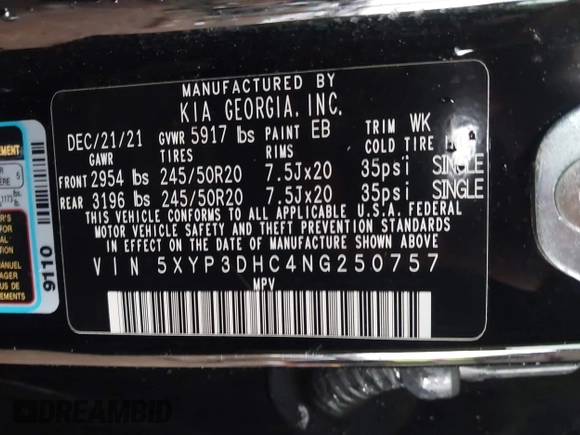 MANUFACTURED BY
KIA GEORGIA, INC.
DEC/21/21 GVWR 5917 lbs PAINT EB TRIM WK
GAWR TIRES RIMS COLD TIRE
FRONT 2954 lbs 245/50R20 7.5Jx20 35psi SINGLE
REAR 3196 lbs 245/50R20 7.5Jx20 35psi SINGLE
THIS VEHICLE CONFORMS TO ALL APPLICABLE U.S.A. FEDERAL
MOTOR VEHICLE SAFETY AND THEFT PREVENTION STANDARDS
IN EFFECT ON THE DATE OF MANUFACTURE SHOWN ABOVE
VIN 5XYP3DHC4NG250757
MPV
9110
DREAMBID